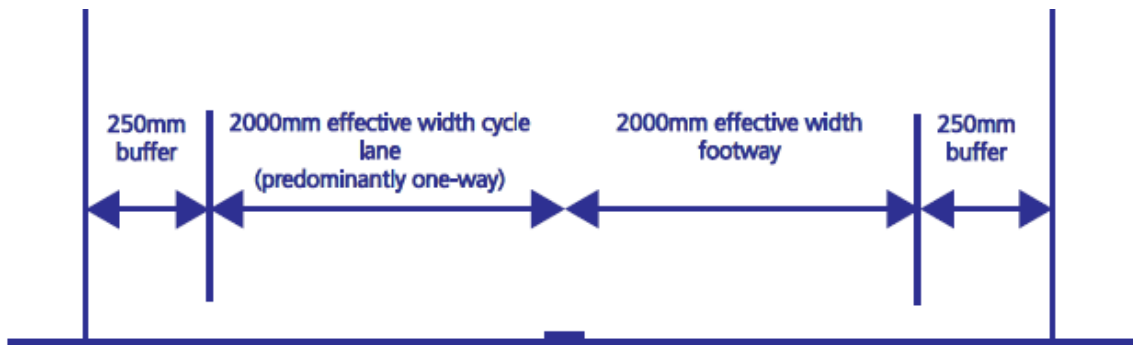 250mm
buffer
2000mm effective width cycle
lane
(predominantly one-way)
2000mm effective width
footway
250mm
buffer